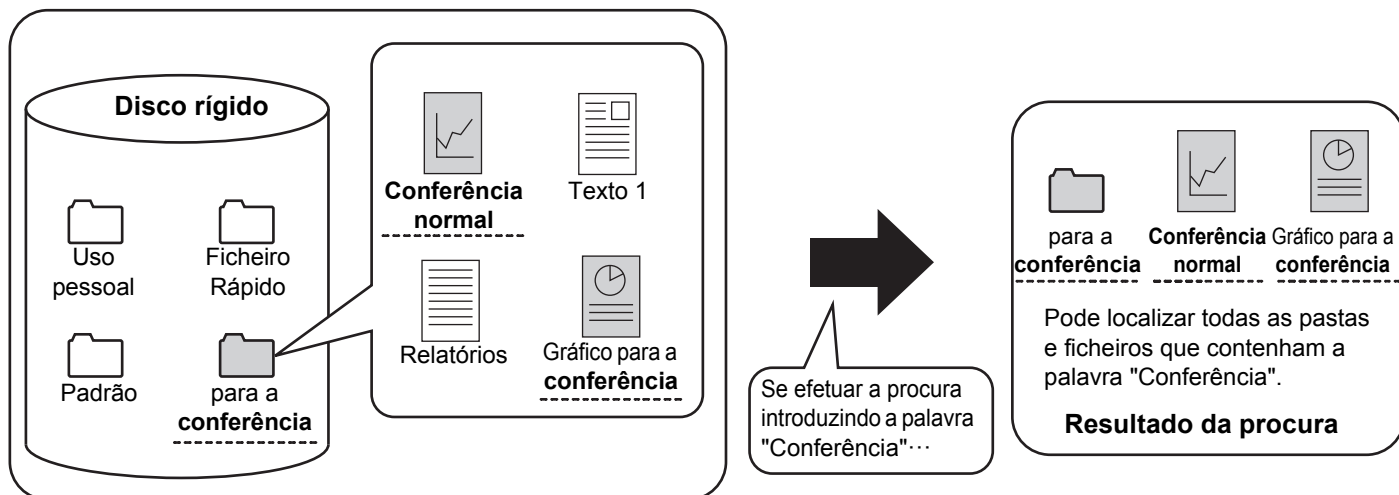 Disco rígido
Uso
pessoal
Ficheiro
Rápido
Padrão
para a
conferência
Conferência
normal
Texto 1
Relatórios
Gráfico para a
conferência
Se efetuar a procura
introduzindo a palavra
"Conferência"···
para a
conferência
Conferência
normal
Gráfico para a
conferência
Pode localizar todas as pastas
e ficheiros que contenham a
palavra "Conferência".
Resultado da procura